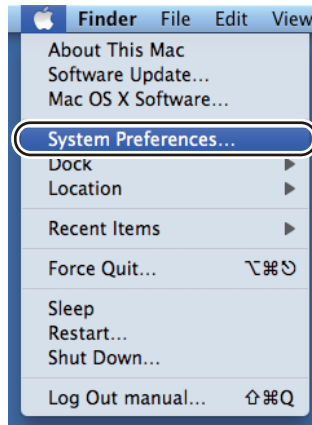 Finder File Edit View
About This Mac
Software Update...
Mac OS X Software...
System Preferences...
Dock
Location
Recent Items
Force Quit... ⌥⌘⎋
Sleep
Restart...
Shut Down...
Log Out manual... ⇧⌘Q